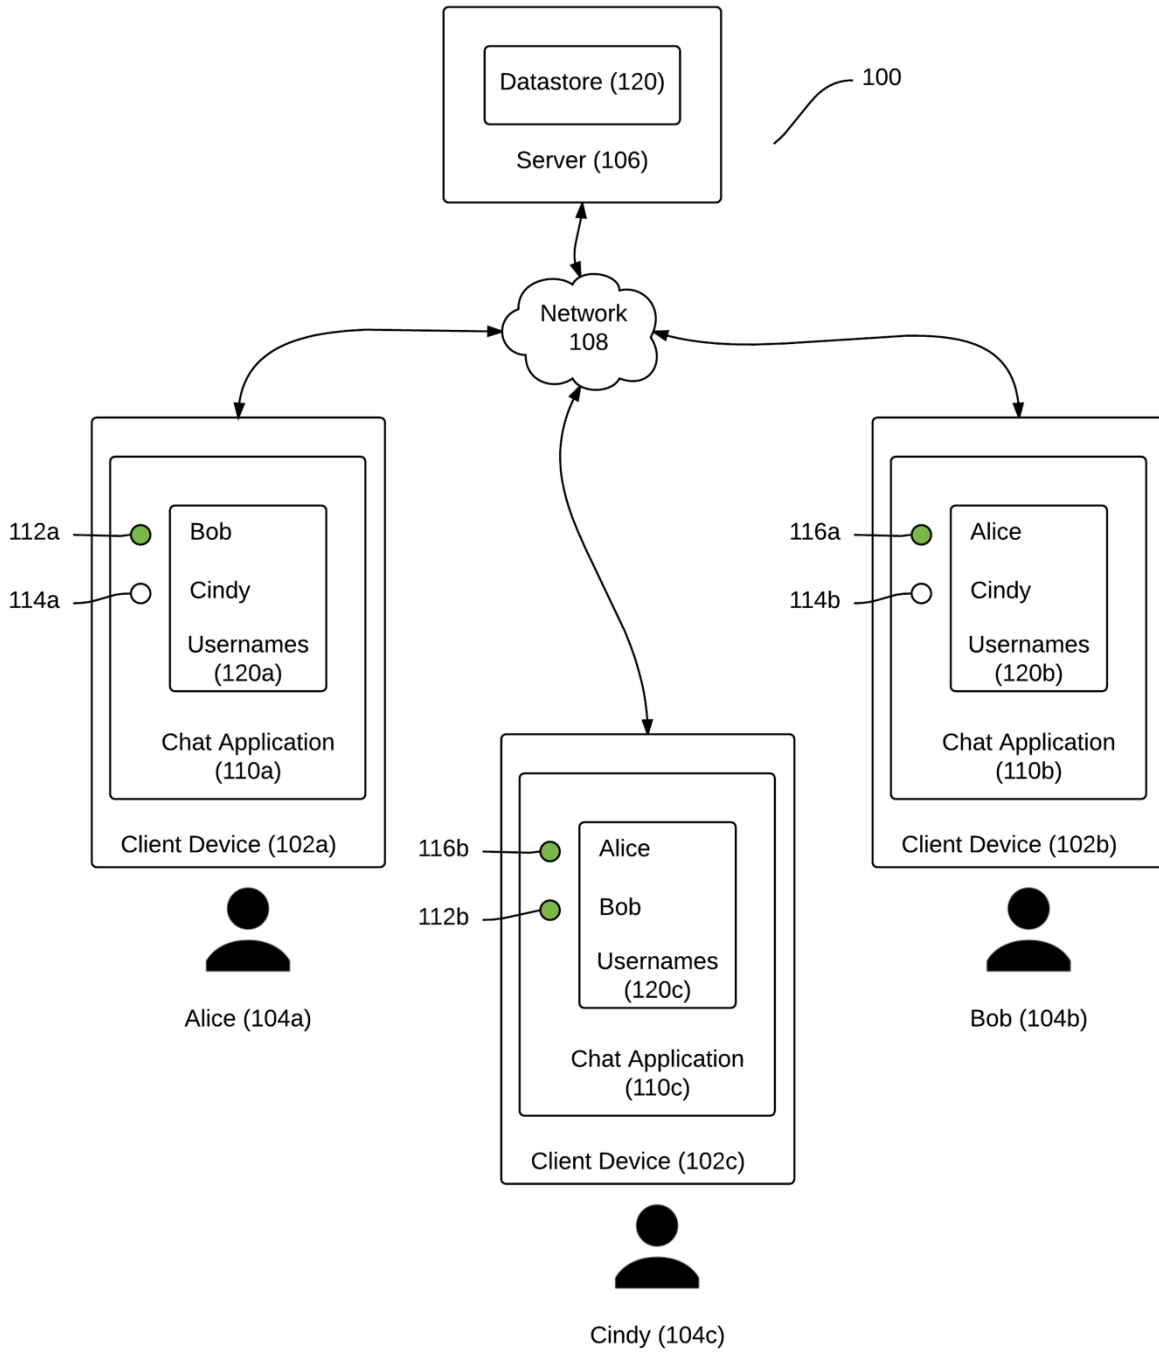 Datastore (120)
Server (106)
100
Network
108
112a
Bob
114a
Cindy
Usernames
(120a)
Chat Application
(110a)
Client Device (102a)
Alice (104a)
116a
Alice
114b
Cindy
Usernames
(120b)
Chat Application
(110b)
Client Device (102b)
Bob (104b)
116b
Alice
112b
Bob
Usernames
(120c)
Chat Application
(110c)
Client Device (102c)
Cindy (104c)